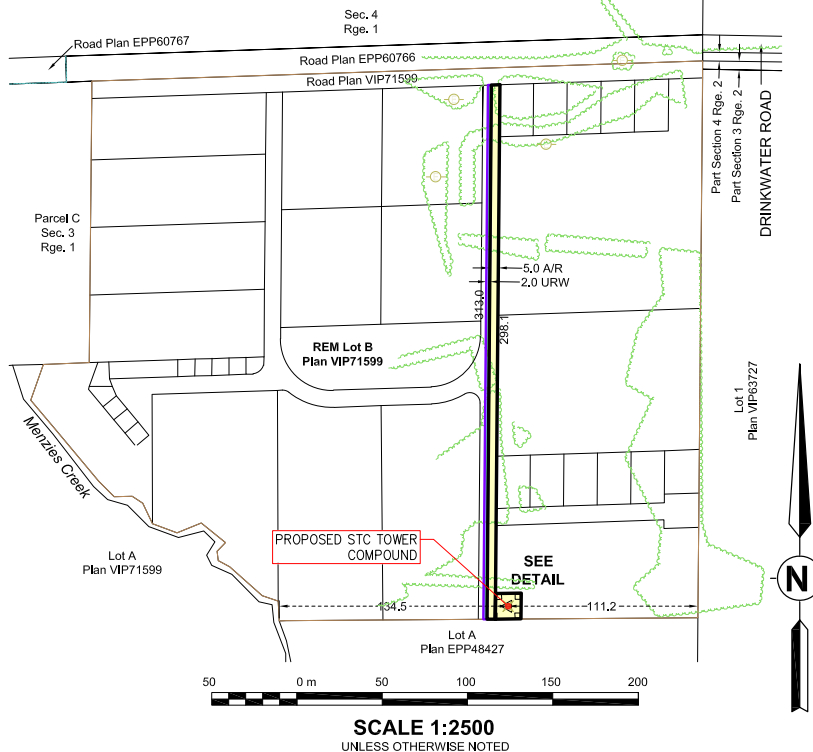 Sec. 4
Rge. 1
Road Plan EPP60767
Road Plan EPP60766
Road Plan VIP71599
Part Section 4 Rge. 2
Part Section 3 Rge. 2
DRINKWATER ROAD
Parcel C
Sec. 3
Rge. 1
5.0 A/R
2.0 URW
313.0
298.1
REM Lot B
Plan VIP71599
Lot 1
Plan VIP63727
Menzies Creek
PROPOSED STC TOWER
COMPOUND
SEE
DETAIL
Lot A
Plan VIP71599
N
134.5
111.2
Lot A
Plan EPP48427
50 0 m 50 100 150 200
SCALE 1:2500
UNLESS OTHERWISE NOTED